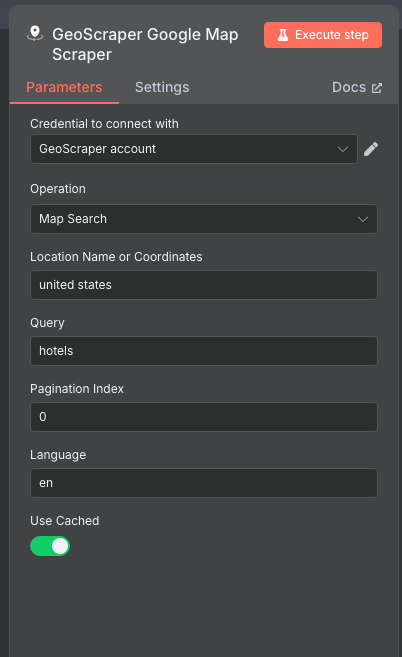 GeoScraper Google Map
Scraper
Execute step
Parameters
Settings
Docs
Credential to connect with
GeoScraper account
Operation
Map Search
Location Name or Coordinates
united states
Query
hotels
Pagination Index
0
Language
en
Use Cached